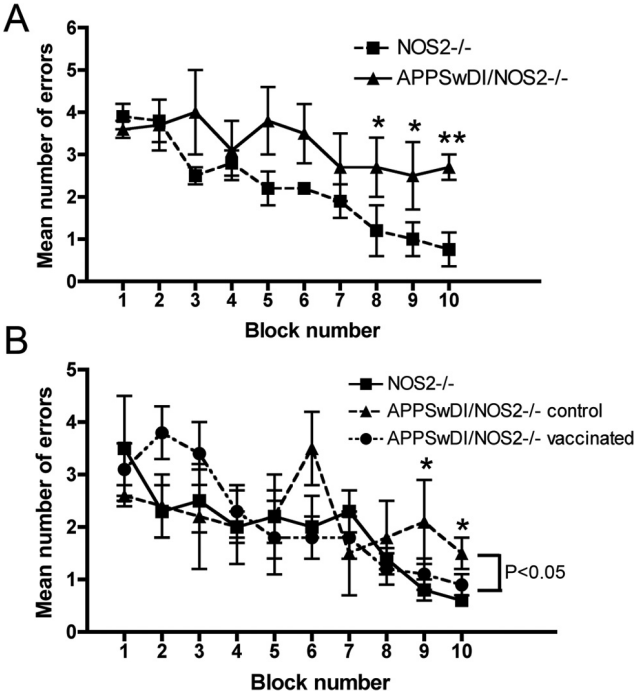 A
6
5
4
3
2
1
0
Mean number of errors
NOS2-/-
APPSwDI/NOS2-/-
*
*
**
1 2 3 4 5 6 7 8 9 10
Block number
B
5
4
3
2
1
0
Mean number of errors
NOS2-/-
APPSwDI/NOS2-/- control
APPSwDI/NOS2-/- vaccinated
*
*
P<0.05
1 2 3 4 5 6 7 8 9 10
Block number